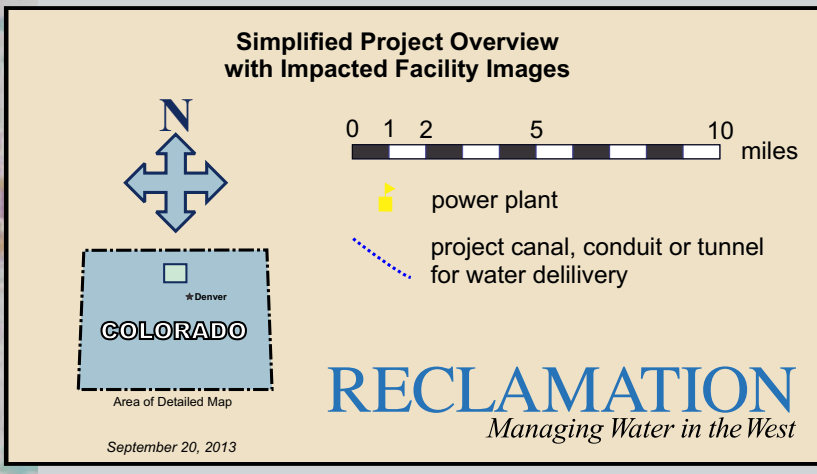 Simplified Project Overview
with Impacted Facility Images
N
0 1 2 5 10
miles
power plant
project canal, conduit or tunnel
for water delilivery
Denver
COLORADO
Area of Detailed Map
RECLAMATION
Managing Water in the West
September 20, 2013